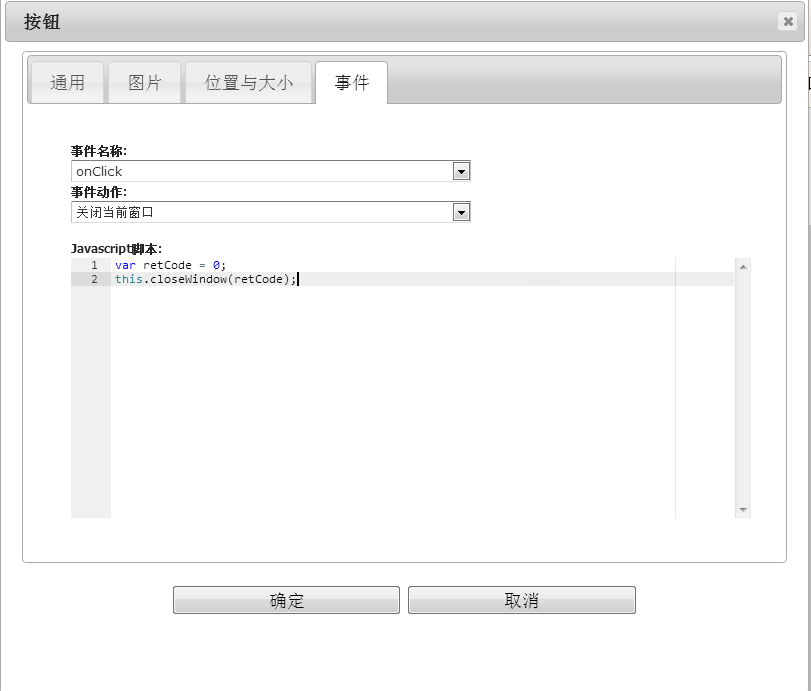 按钮
通用 图片 位置与大小 事件
事件名称:
onClick
事件动作:
关闭当前窗口
Javascript脚本:
1 var retCode = 0;
2 this.closeWindow(retCode);
确定 取消